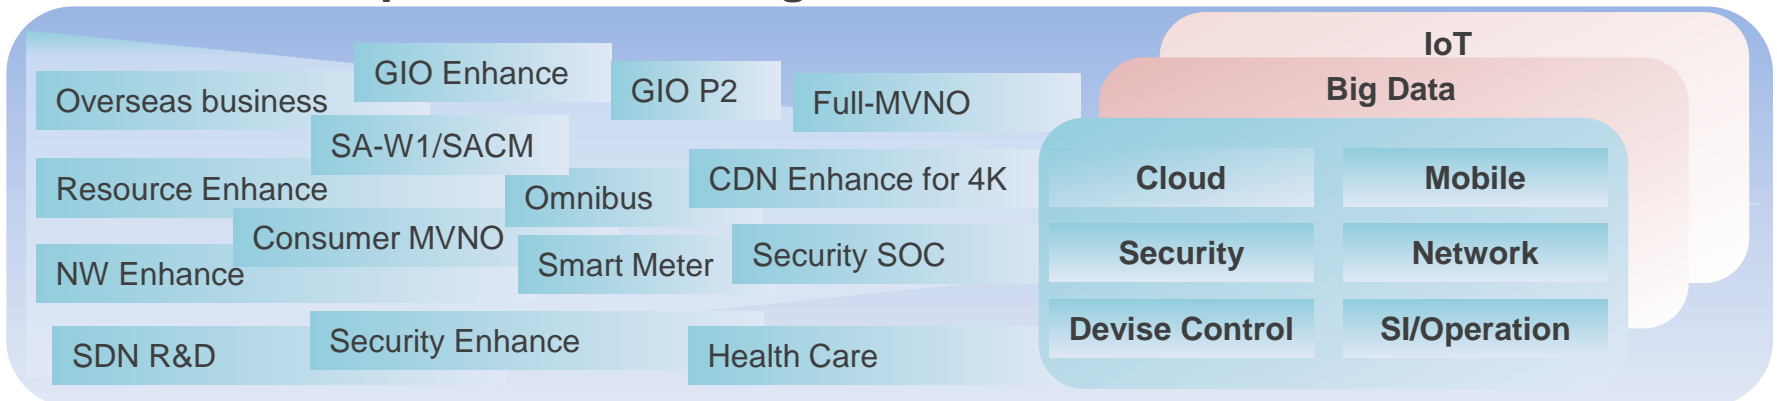 IoT
Big Data
GIO Enhance
GIO P2
Full-MVNO
Overseas business
SA-W1/SACM
Resource Enhance
Omnibus
CDN Enhance for 4K
Consumer MVNO
NW Enhance
Smart Meter
Security SOC
SDN R&D
Security Enhance
Health Care
Cloud
Mobile
Security
Network
Devise Control
SI/Operation